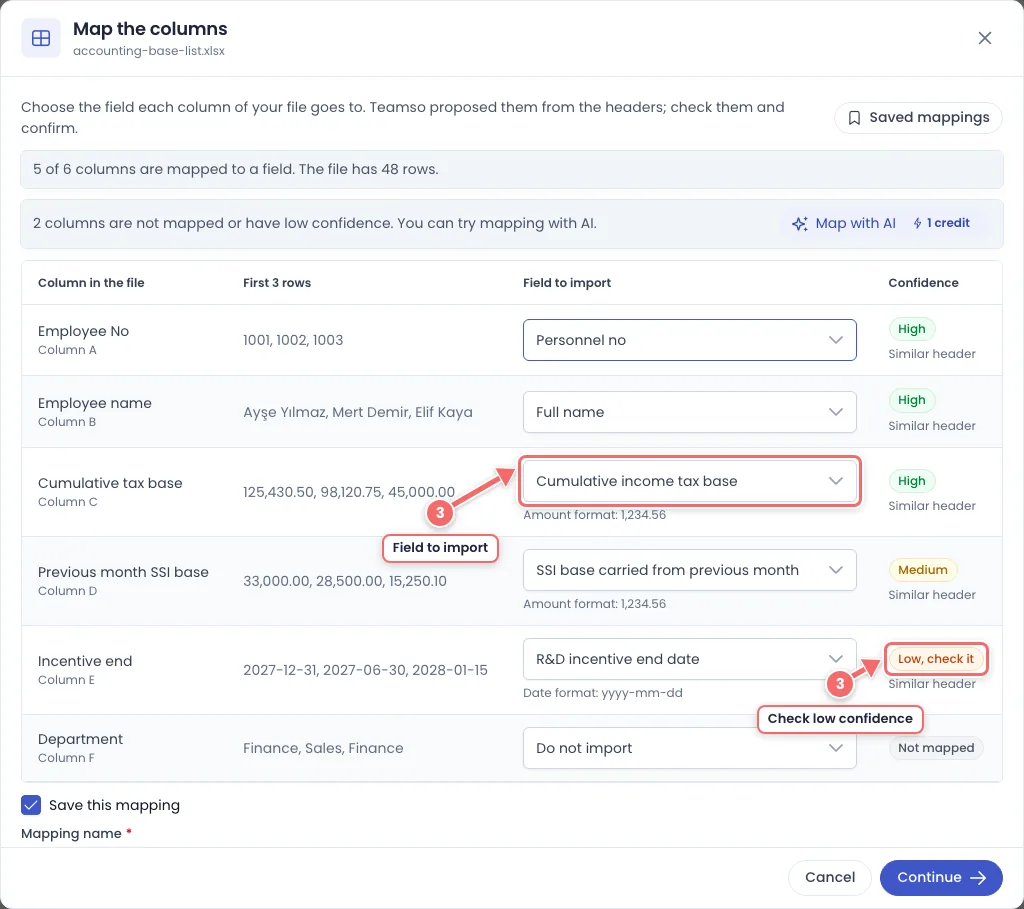 Map the columns
accounting-base-list.xlsx
Choose the field each column of your file goes to. Teamso proposed them from the headers; check them and
confirm.
Saved mappings
5 of 6 columns are mapped to a field. The file has 48 rows.
2 columns are not mapped or have low confidence. You can try mapping with AI.
Map with AI
1 credit
Column in the file
First 3 rows
Field to import
Confidence
Employee No
Column A
1001, 1002, 1003
Personnel no
High
Similar header
Employee name
Column B
Ayşe Yılmaz, Mert Demir, Elif Kaya
Full name
High
Similar header
Cumulative tax base
Column C
125,430.50, 98,120.75, 45,000.00
Cumulative income tax base
Amount format: 1,234.56
High
Similar header
3
Field to import
Previous month SSI base
Column D
33,000.00, 28,500.00, 15,250.10
SSI base carried from previous month
Amount format: 1,234.56
Medium
Similar header
Incentive end
Column E
2027-12-31, 2027-06-30, 2028-01-15
R&D incentive end date
Date format: yyyy-mm-dd
Low, check it
Similar header
3
Check low confidence
Department
Column F
Finance, Sales, Finance
Do not import
Not mapped
Save this mapping
Mapping name *
Cancel
Continue